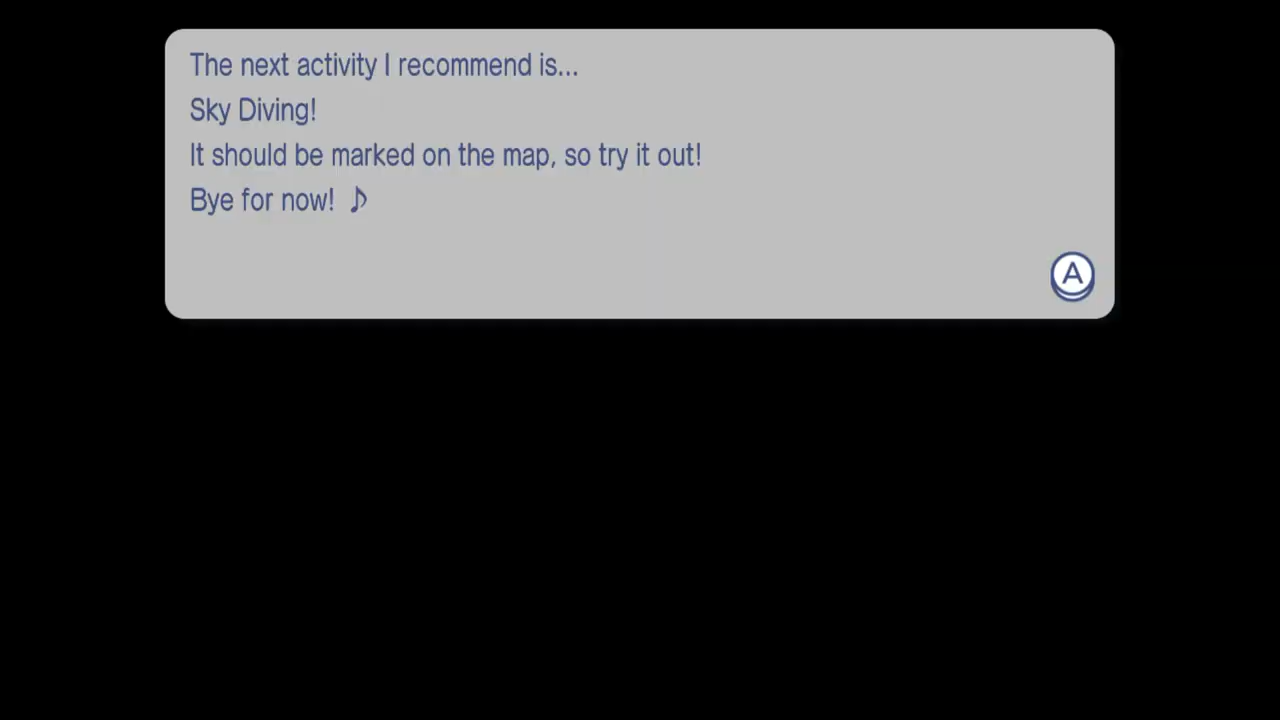 The next activity I recommend is...
Sky Diving!
It should be marked on the map, so try it out!
Bye for now! ♪
A